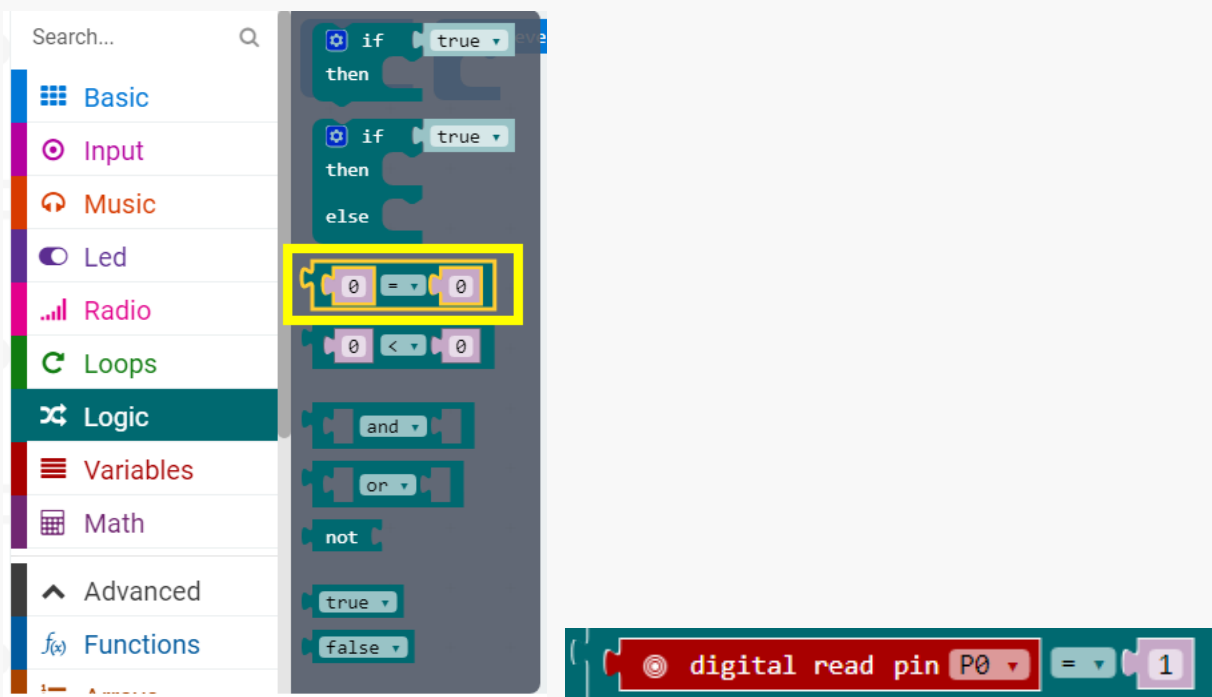 Search...
Basic
Input
Music
Led
Radio
Loops
Logic
Variables
Math
Advanced
f(x) Functions
if true
then
if true
then
else
0 = 0
0 < 0
and
or
not
true
false
digital read pin P0 = 1